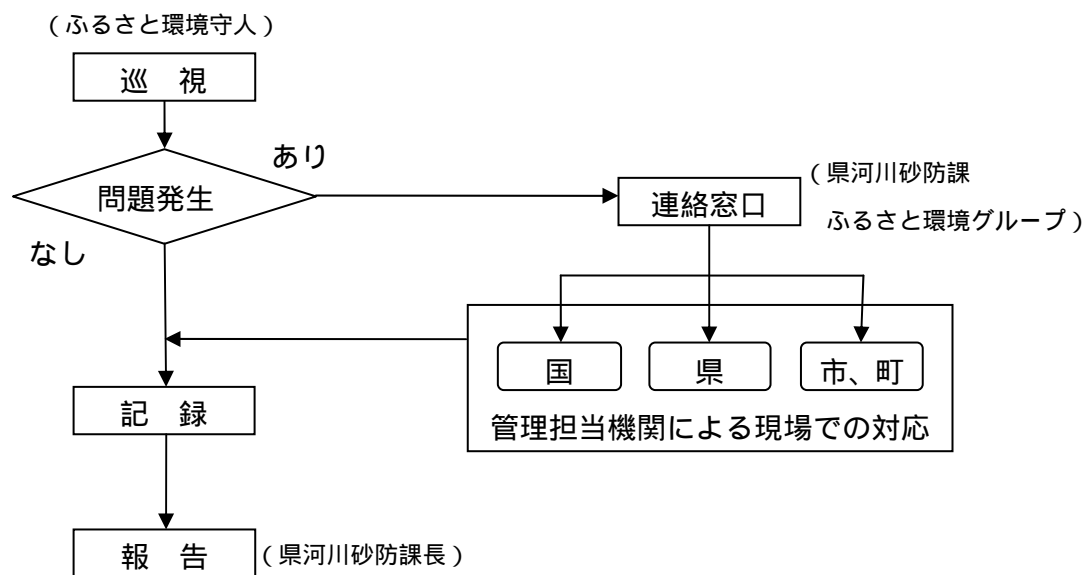 （ふるさと環境守人）
巡　視
あり
問題発生
なし
連絡窓口
（県河川砂防課
ふるさと環境グループ）
国
県
市、町
管理担当機関による現場での対応
記　録
報　告
（県河川砂防課長）